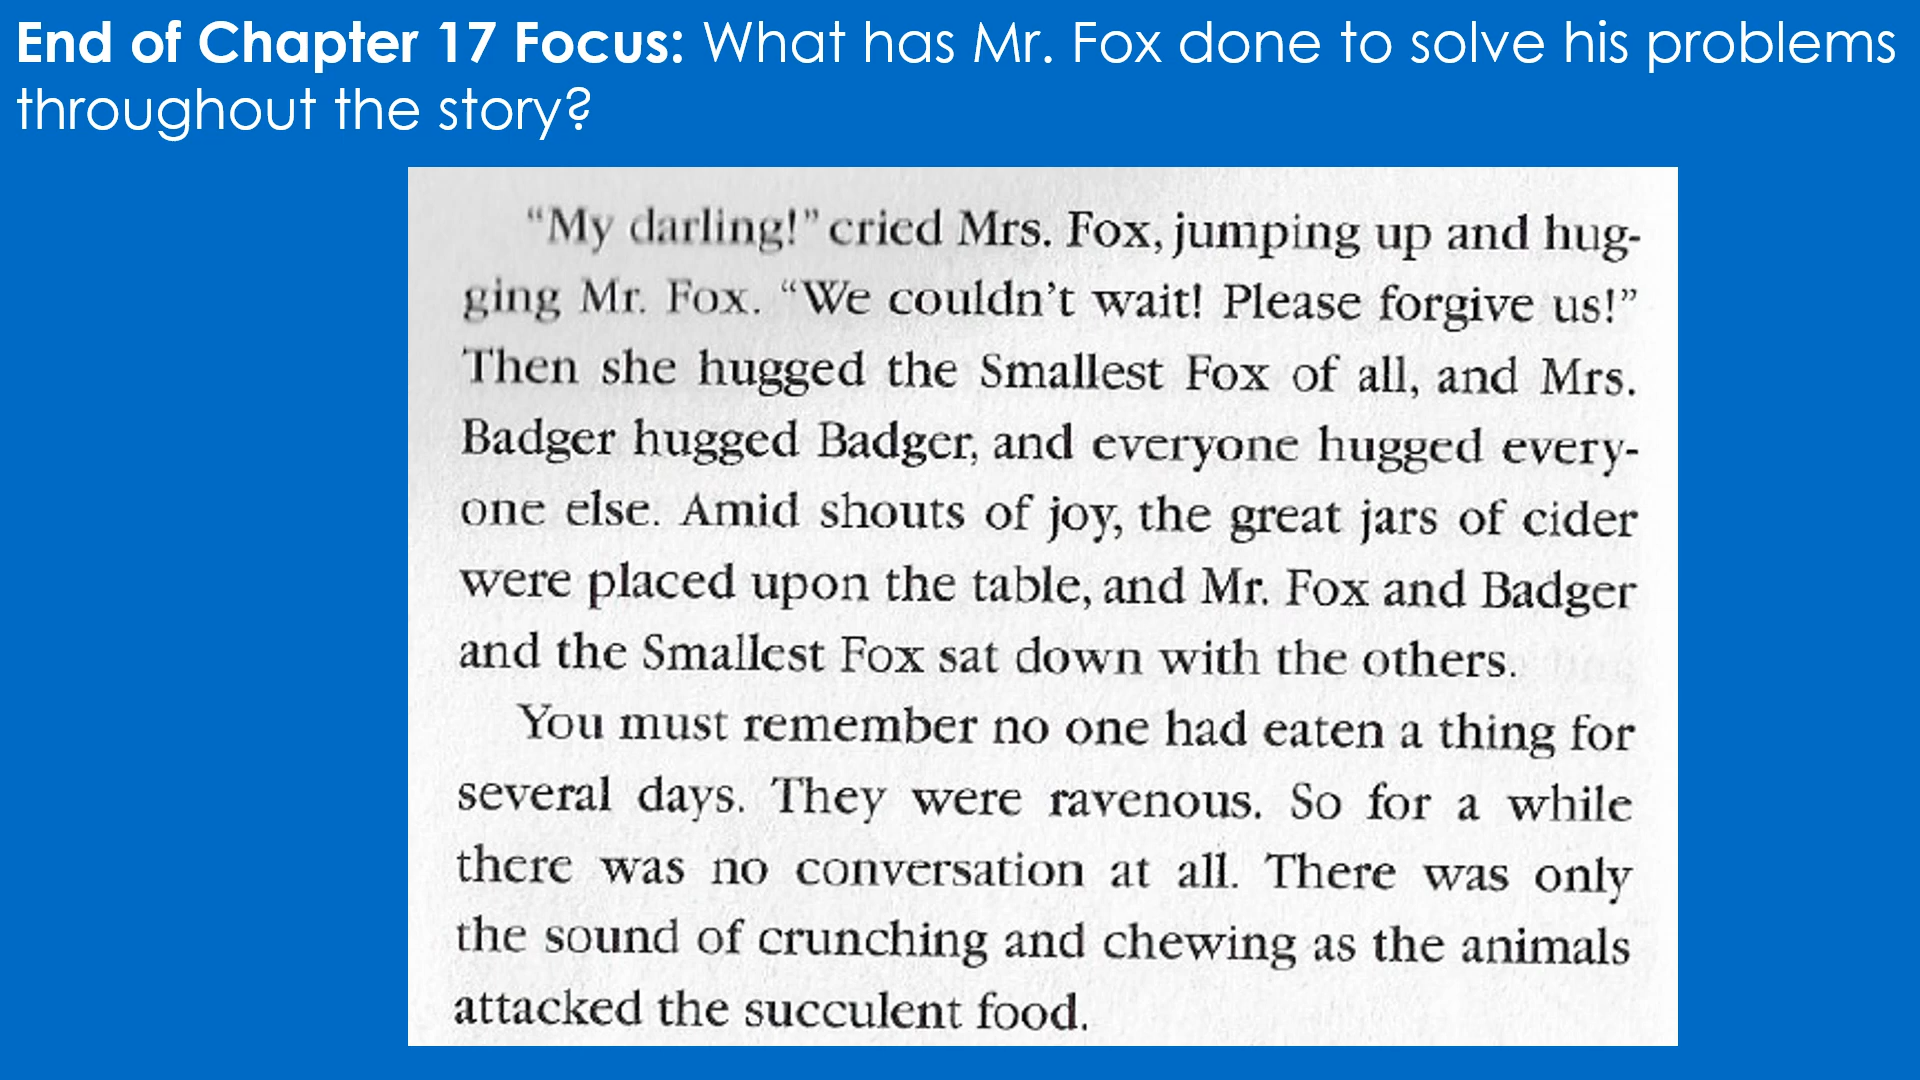 End of Chapter 17 Focus: What has Mr. Fox done to solve his problems
throughout the story?
“My darling!” cried Mrs. Fox, jumping up and hug-
ging Mr. Fox. “We couldn’t wait! Please forgive us!”
Then she hugged the Smallest Fox of all, and Mrs.
Badger hugged Badger, and everyone hugged every-
one else. Amid shouts of joy, the great jars of cider
were placed upon the table, and Mr. Fox and Badger
and the Smallest Fox sat down with the others.
You must remember no one had eaten a thing for
several days. They were ravenous. So for a while
there was no conversation at all. There was only
the sound of crunching and chewing as the animals
attacked the succulent food.